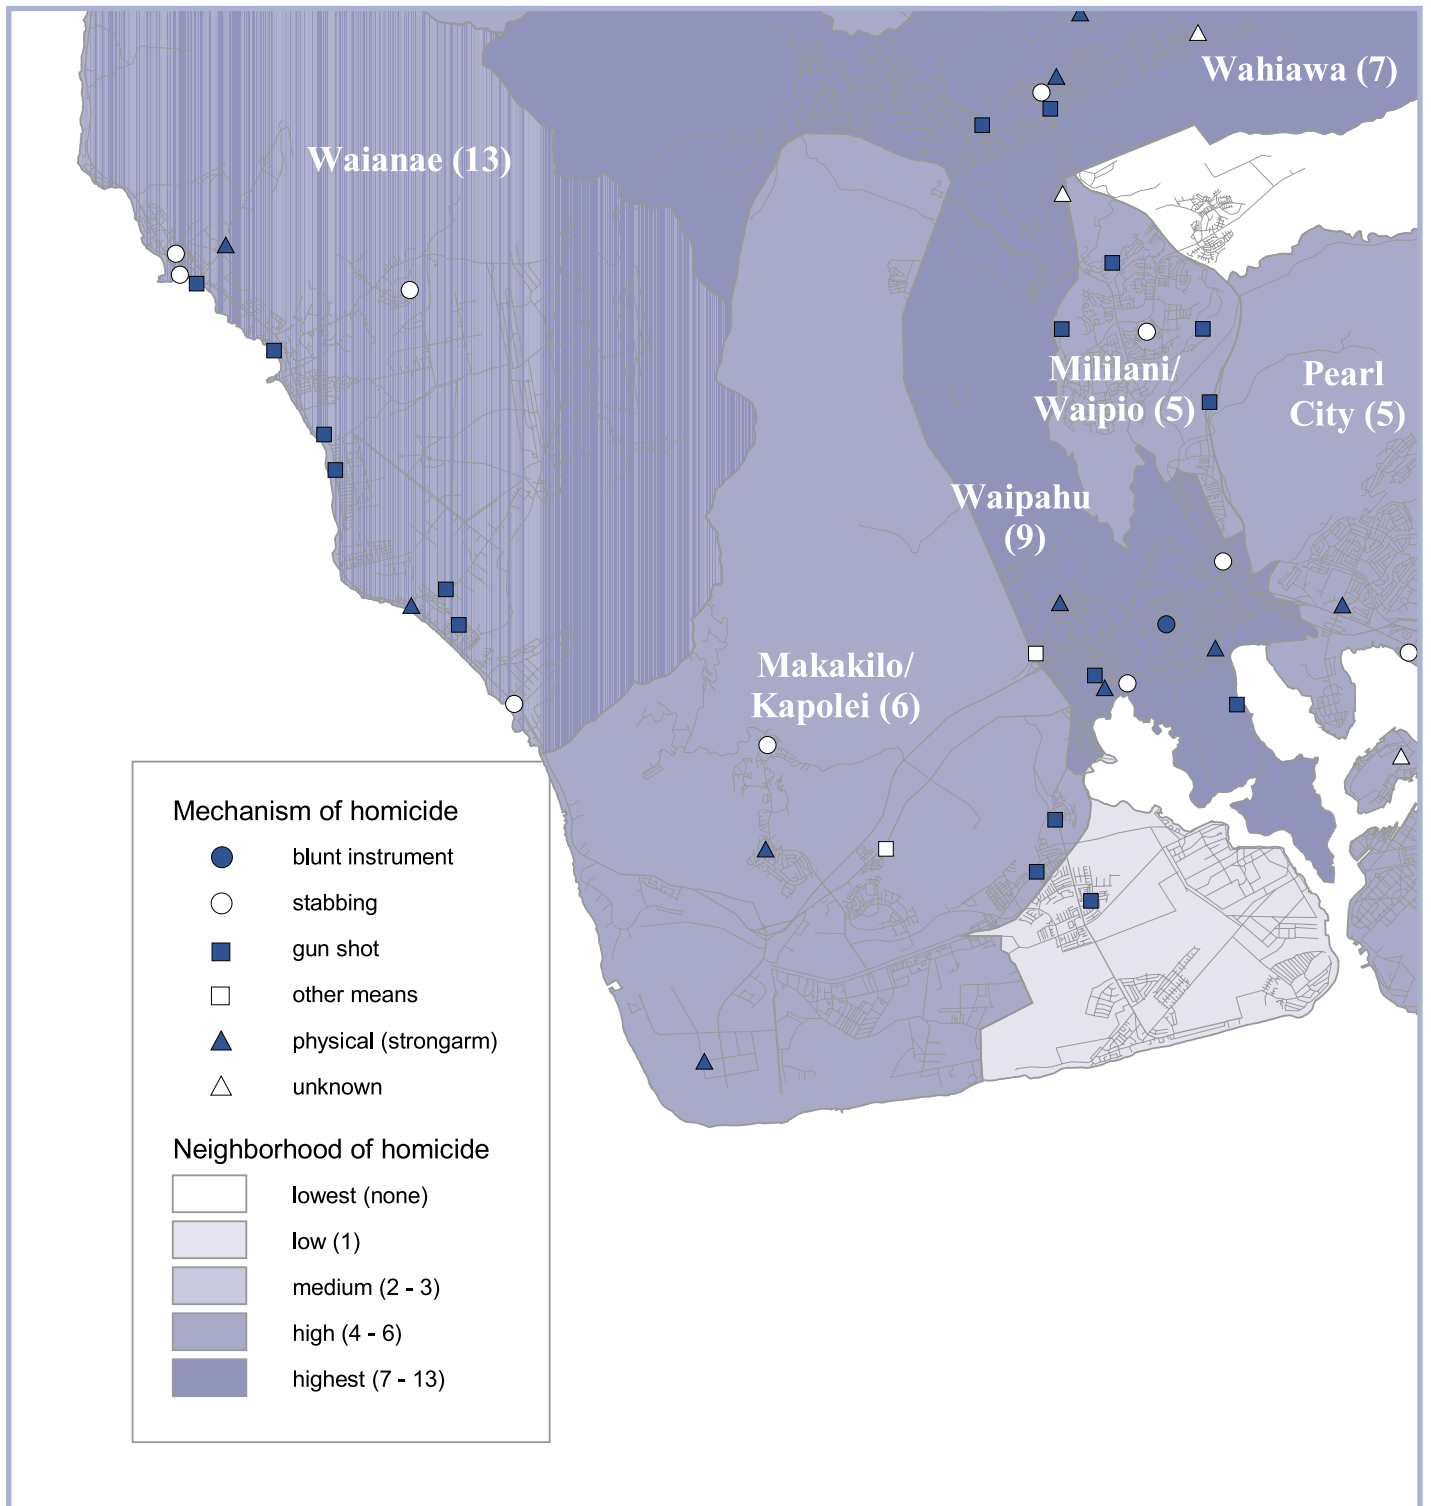 Wahiawa (7)
Waianae (13)
Mililani/
Waipio (5)
Pearl
City (5)
Waipahu
(9)
Makakilo/
Kapolei (6)
Mechanism of homicide
blunt instrument
stabbing
gun shot
other means
physical (strongarm)
unknown
Neighborhood of homicide
lowest (none)
low (1)
medium (2 - 3)
high (4 - 6)
highest (7 - 13)